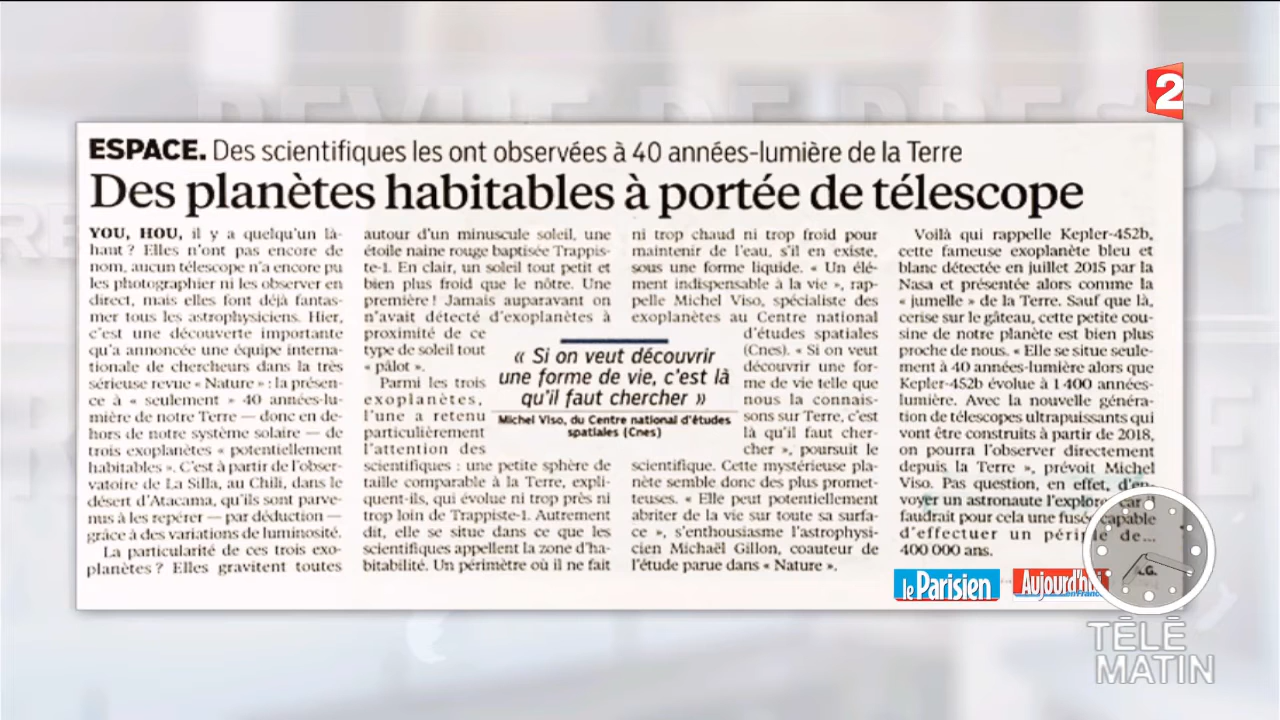 REVUE DE PRESSE
2
ESPACE. Des scientifiques les ont observées à 40 années-lumière de la Terre
Des planètes habitables à portée de télescope
YOU, HOU, il y a quelqu'un là-
haut ? Elles n'ont pas encore de
nom, aucun télescope n'a encore pu
les photographier ni les observer en
direct, mais elles font déjà fantas-
mer tous les astrophysiciens. Hier,
c'est une découverte importante
qu'a annoncée une équipe interna-
tionale de chercheurs dans la très
sérieuse revue « Nature » : la présen-
ce à « seulement » 40 années-lu-
mière de notre Terre — donc en de-
hors de notre système solaire — de
trois exoplanètes « potentiellement
habitables ». C'est à partir de l'obser-
vatoire de La Silla, au Chili, dans le
désert d'Atacama, qu'ils sont parve-
nus à les repérer — par déduction —
grâce à des variations de luminosité.
La particularité de ces trois exo-
planètes ? Elles gravitent toutes
autour d'un minuscule soleil, une
étoile naine rouge baptisée Trappis-
te-1. En clair, un soleil tout petit et
bien plus froid que le nôtre. Une
première ! Jamais auparavant on
n'avait détecté d'exoplanètes à
proximité de ce
type de soleil tout
« pâlot ».
Parmi les trois
exoplanètes,
l'une a retenu
particulièrement
l'attention des
scientifiques : une petite sphère de
taille comparable à la Terre, expli-
quent-ils, qui évolue ni trop près ni
trop loin de Trappiste-1. Autrement
dit, elle se situe dans ce que les
scientifiques appellent la zone d'ha-
bitabilité. Un périmètre où il ne fait
« Si on veut découvrir
une forme de vie, c'est là
qu'il faut chercher »
Michel Viso, du Centre national d'études
spatiales (Cnes)
ni trop chaud ni trop froid pour
maintenir de l'eau, s'il en existe,
sous une forme liquide. « Un élé-
ment indispensable à la vie », rap-
pelle Michel Viso, spécialiste des
exoplanètes au Centre national
d'études spatiales
(Cnes). « Si on veut
découvrir une for-
me de vie telle que
nous la connais-
sons sur Terre, c'est
là qu'il faut cher-
cher », poursuit le
scientifique. Cette mystérieuse pla-
nète semble donc des plus promet-
teuses. « Elle peut potentiellement
abriter de la vie sur toute sa surfa-
ce », s'enthousiasme l'astrophysi-
cien Michaël Gillon, coauteur de
l'étude parue dans « Nature ».
Voilà qui rappelle Kepler-452b,
cette fameuse exoplanète bleu et
blanc détectée en juillet 2015 par la
Nasa et présentée alors comme la
« jumelle » de la Terre. Sauf que là,
cerise sur le gâteau, cette petite cou-
sine de notre planète est bien plus
proche de nous. « Elle se situe seule-
ment à 40 années-lumière alors que
Kepler-452b évolue à 1 400 années-
lumière. Avec la nouvelle généra-
tion de télescopes ultrapuissants qui
vont être construits à partir de 2018,
on pourra l'observer directement
depuis la Terre », prévoit Michel
Viso. Pas question, en effet, d'en-
voyer un astronaute l'explorer car il
faudrait pour cela une fusée capable
d'effectuer un périple de...
400 000 ans.
.G.
le Parisien
Aujourd'hui
en France
TÉLÉ
MATIN